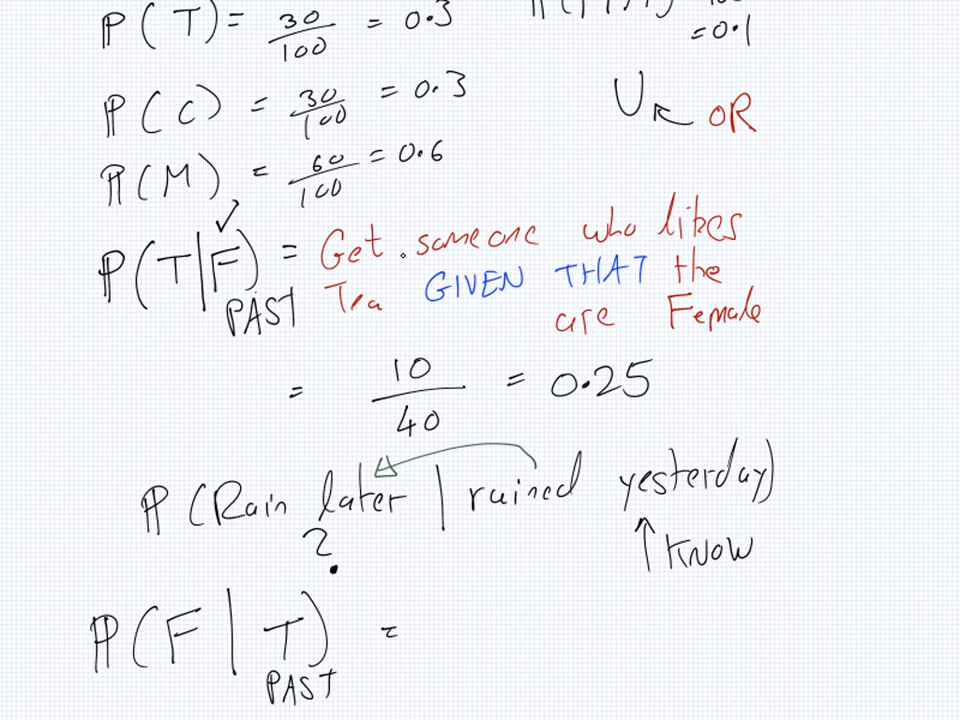 P(T) = 30/100 = 0.3
= 0.1
P(C) = 30/100 = 0.3
U OR
P(M) = 60/100 = 0.6
P(T|F) = Get someone who likes
PAST Tea GIVEN THAT the
are Female
= 10/40 = 0.25
P(Rain later | rained yesterday)
? KNOW
P(F|T) =
PAST